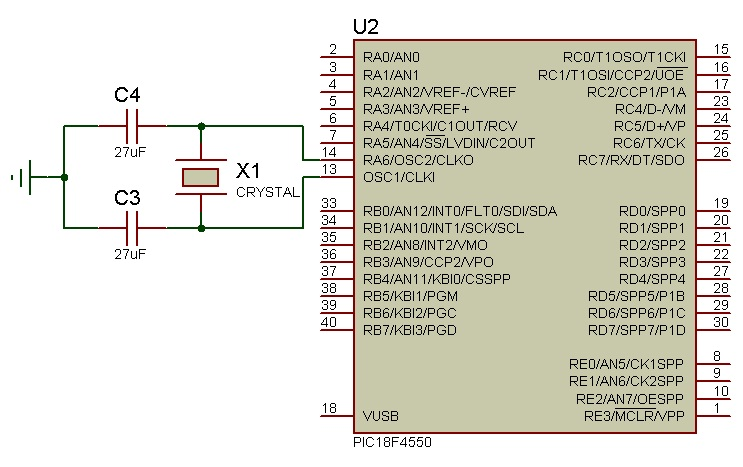 U2
2 RA0/AN0 RC0/T1OSO/T1CKI 15
3 RA1/AN1 RC1/T1OSI/CCP2/UOE 16
4 RA2/AN2/VREF-/CVREF RC2/CCP1/P1A 17
5 RA3/AN3/VREF+ RC4/D-/VM 23
6 RA4/T0CKI/C1OUT/RCV RC5/D+/VP 24
7 RA5/AN4/SS/LVDIN/C2OUT RC6/TX/CK 25
14 RA6/OSC2/CLKO RC7/RX/DT/SDO 26
13 OSC1/CLKI
33 RB0/AN12/INT0/FLT0/SDI/SDA RD0/SPP0 19
34 RB1/AN10/INT1/SCK/SCL RD1/SPP1 20
35 RB2/AN8/INT2/VMO RD2/SPP2 21
36 RB3/AN9/CCP2/VPO RD3/SPP3 22
37 RB4/AN11/KBI0/CSSPP RD4/SPP4 27
38 RB5/KBI1/PGM RD5/SPP5/P1B 28
39 RB6/KBI2/PGC RD6/SPP6/P1C 29
40 RB7/KBI3/PGD RD7/SPP7/P1D 30
RE0/AN5/CK1SPP 8
RE1/AN6/CK2SPP 9
RE2/AN7/OESPP 10
18 VUSB RE3/MCLR/VPP 1
PIC18F4550
C4
27uF
X1
CRYSTAL
C3
27uF